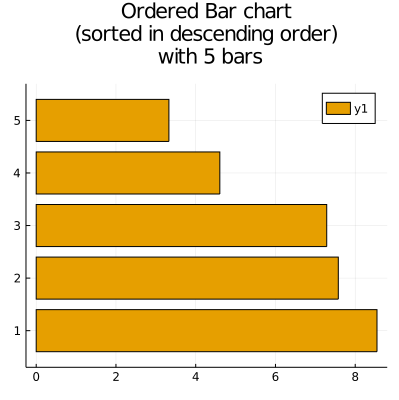 Ordered Bar chart
(sorted in descending order)
with 5 bars
y1
5
4
3
2
1
0 2 4 6 8